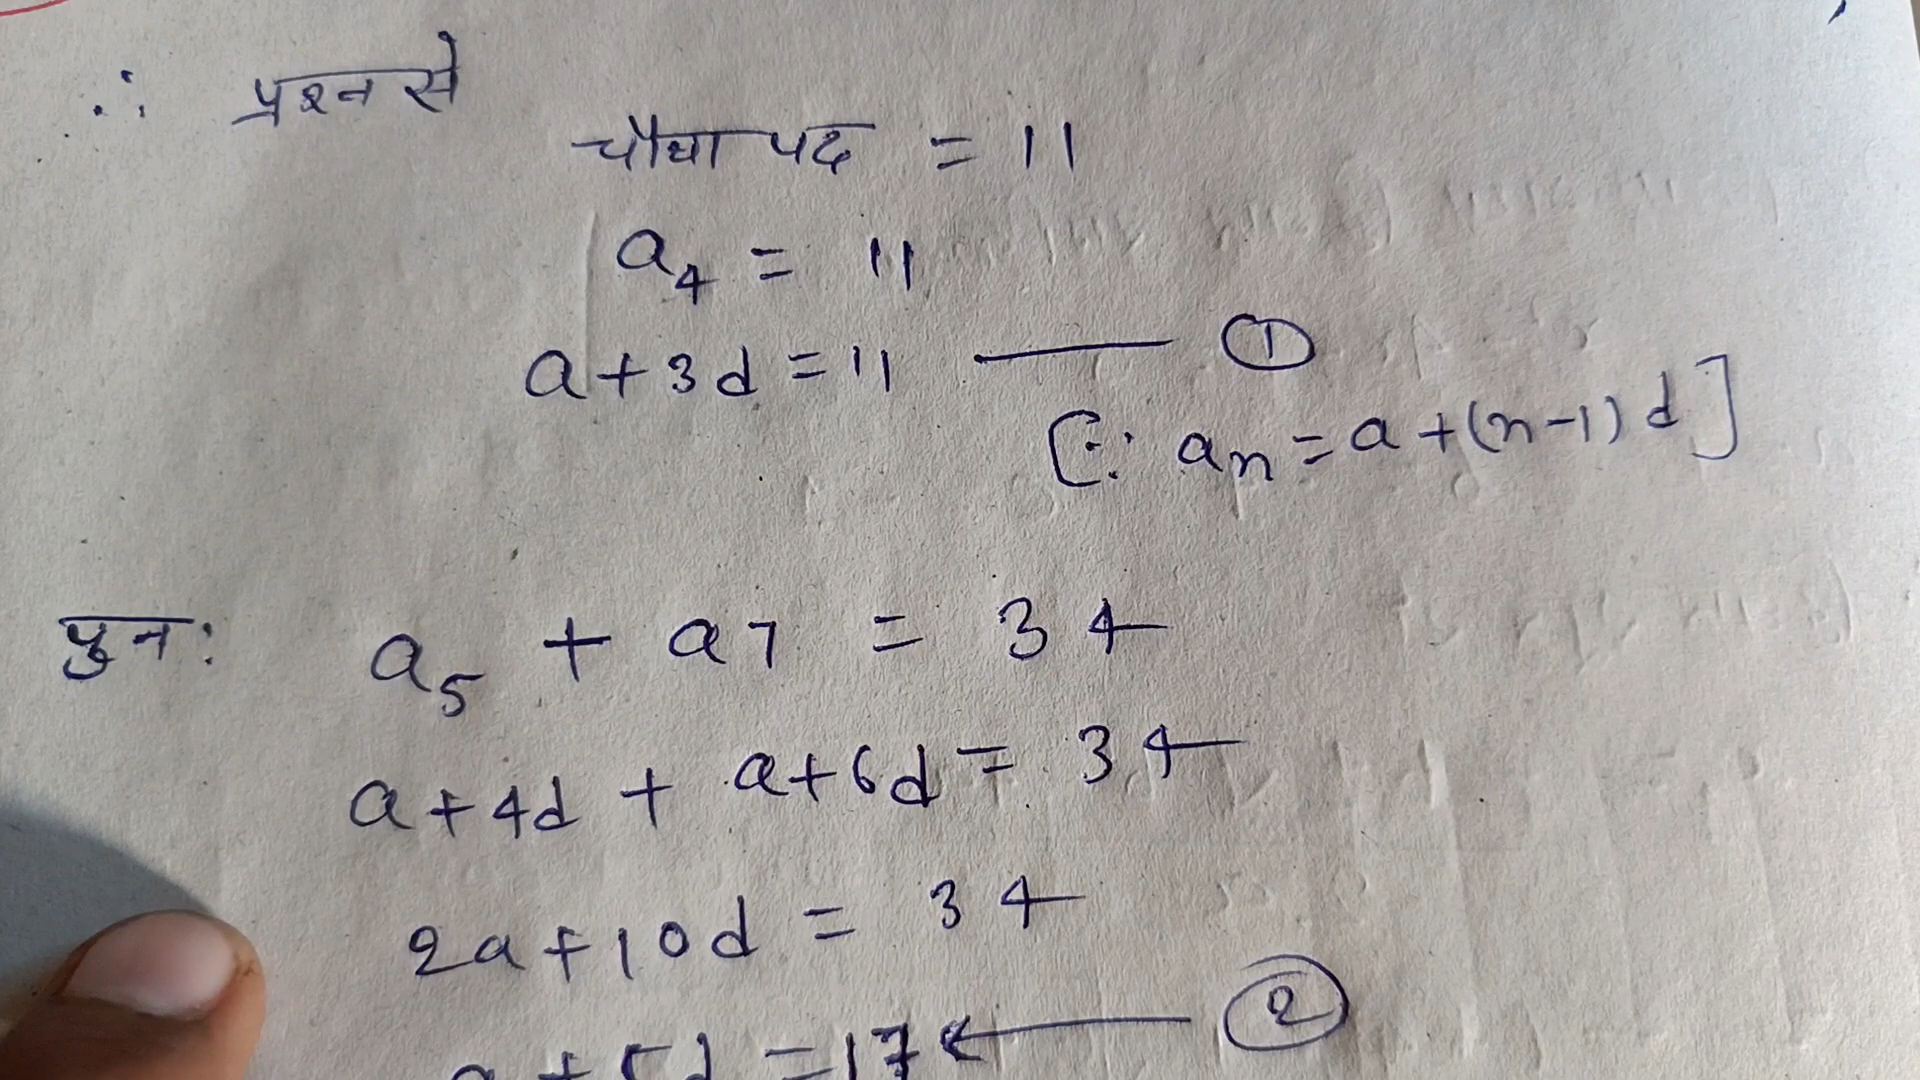 ∴ प्रश्न से
चौथा पद = 11
a₄ = 11
a + 3d = 11 —— ①
[∵ an = a + (n-1) d]
पुनः a₅ + a7 = 34
a + 4d + a + 6d = 34
2a + 10d = 34
a + 5d = 17 ←—— ②